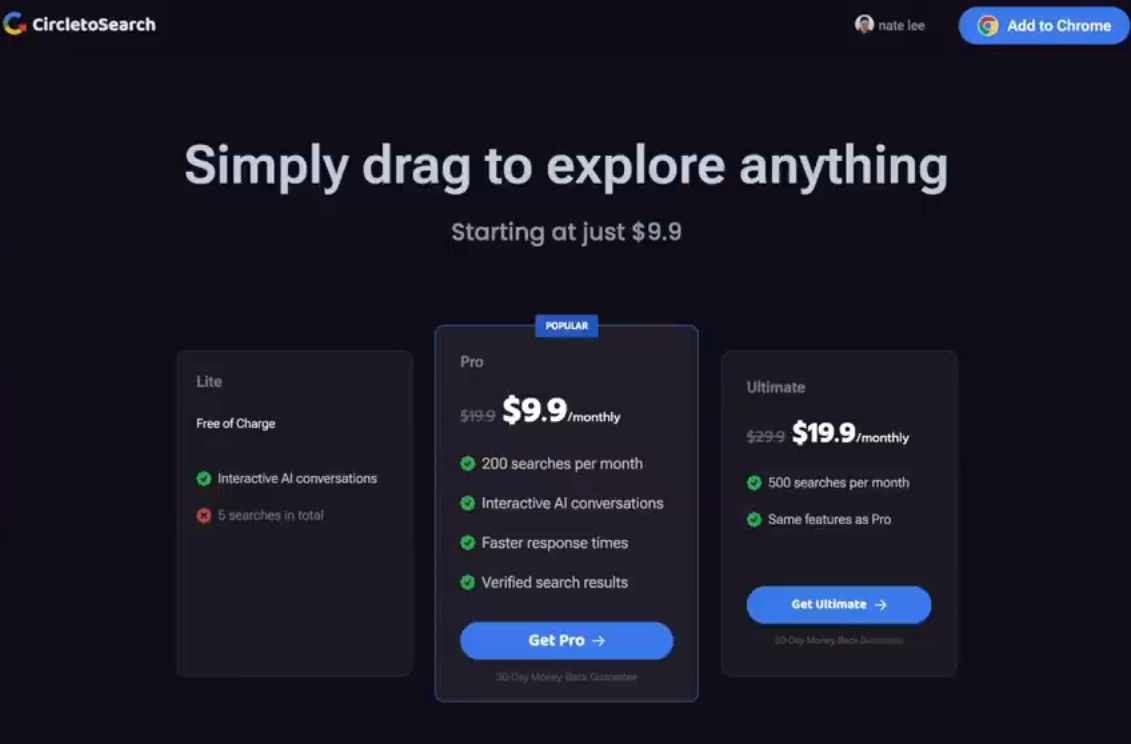 CircletoSearch
nate lee
Add to Chrome
Simply drag to explore anything
Starting at just $9.9
Lite
Free of Charge
Interactive AI conversations
5 searches in total
POPULAR
Pro
$19.9 $9.9/monthly
200 searches per month
Interactive AI conversations
Faster response times
Verified search results
Get Pro →
30-Day Money-Back Guarantee
Ultimate
$29.9 $19.9/monthly
500 searches per month
Same features as Pro
Get Ultimate →
30-Day Money-Back Guarantee